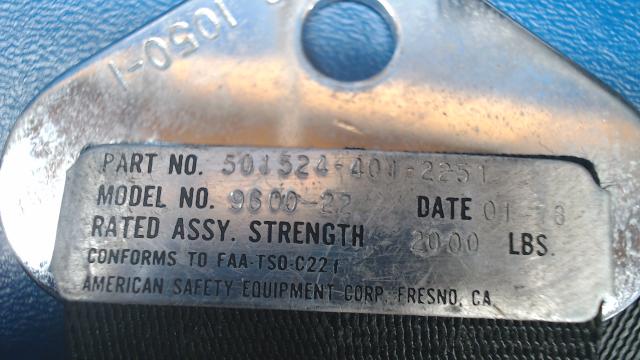 1050-1
PART NO. 501524-401-2251
MODEL NO. 9600-22 DATE 01-
RATED ASSY. STRENGTH 2000 LBS.
CONFORMS TO FAA-TSO-C22f
AMERICAN SAFETY EQUIPMENT CORP. FRESNO, CA.